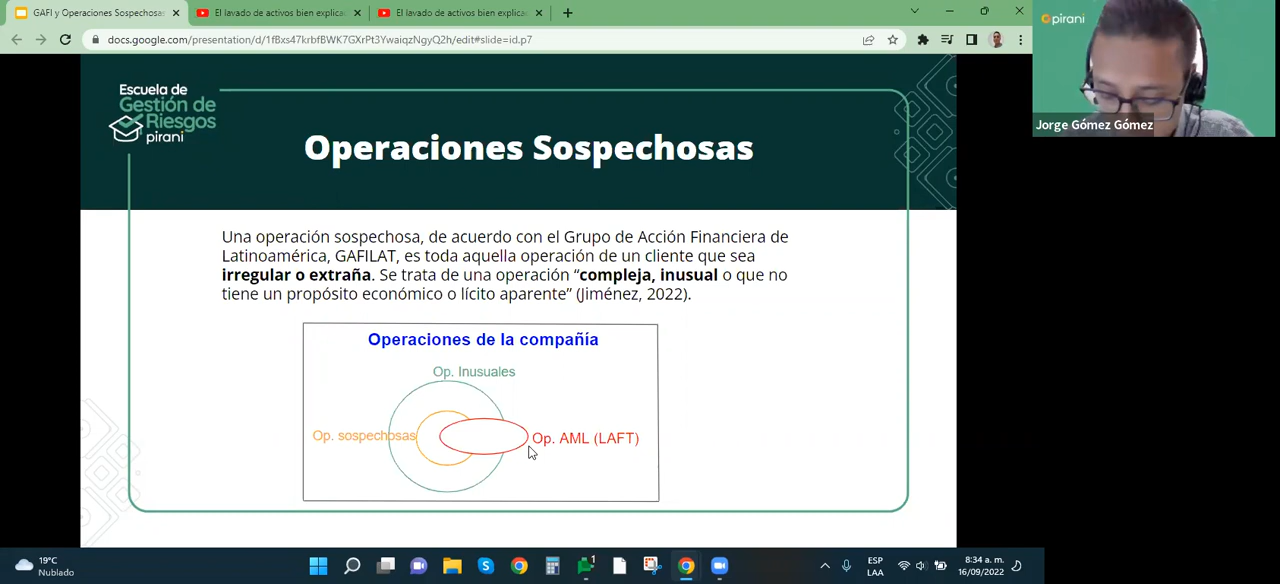 GAFI y Operaciones Sospechosas
El lavado de activos bien explica
El lavado de activos bien explica
docs.google.com/presentation/d/1fBxs47krbfBWK7GXrPt3YwaiqzNgyQ2h/edit#slide=id.p7
pirani
Jorge Gómez Gómez
Escuela de
Gestión de
Riesgos
pirani
Operaciones Sospechosas
Una operación sospechosa, de acuerdo con el Grupo de Acción Financiera de
Latinoamérica, GAFILAT, es toda aquella operación de un cliente que sea
irregular o extraña. Se trata de una operación “compleja, inusual o que no
tiene un propósito económico o lícito aparente” (Jiménez, 2022).
Operaciones de la compañía
Op. Inusuales
Op. sospechosas
Op. AML (LAFT)
19°C
Nublado
1
ESP
LAA
8:34 a. m.
16/09/2022